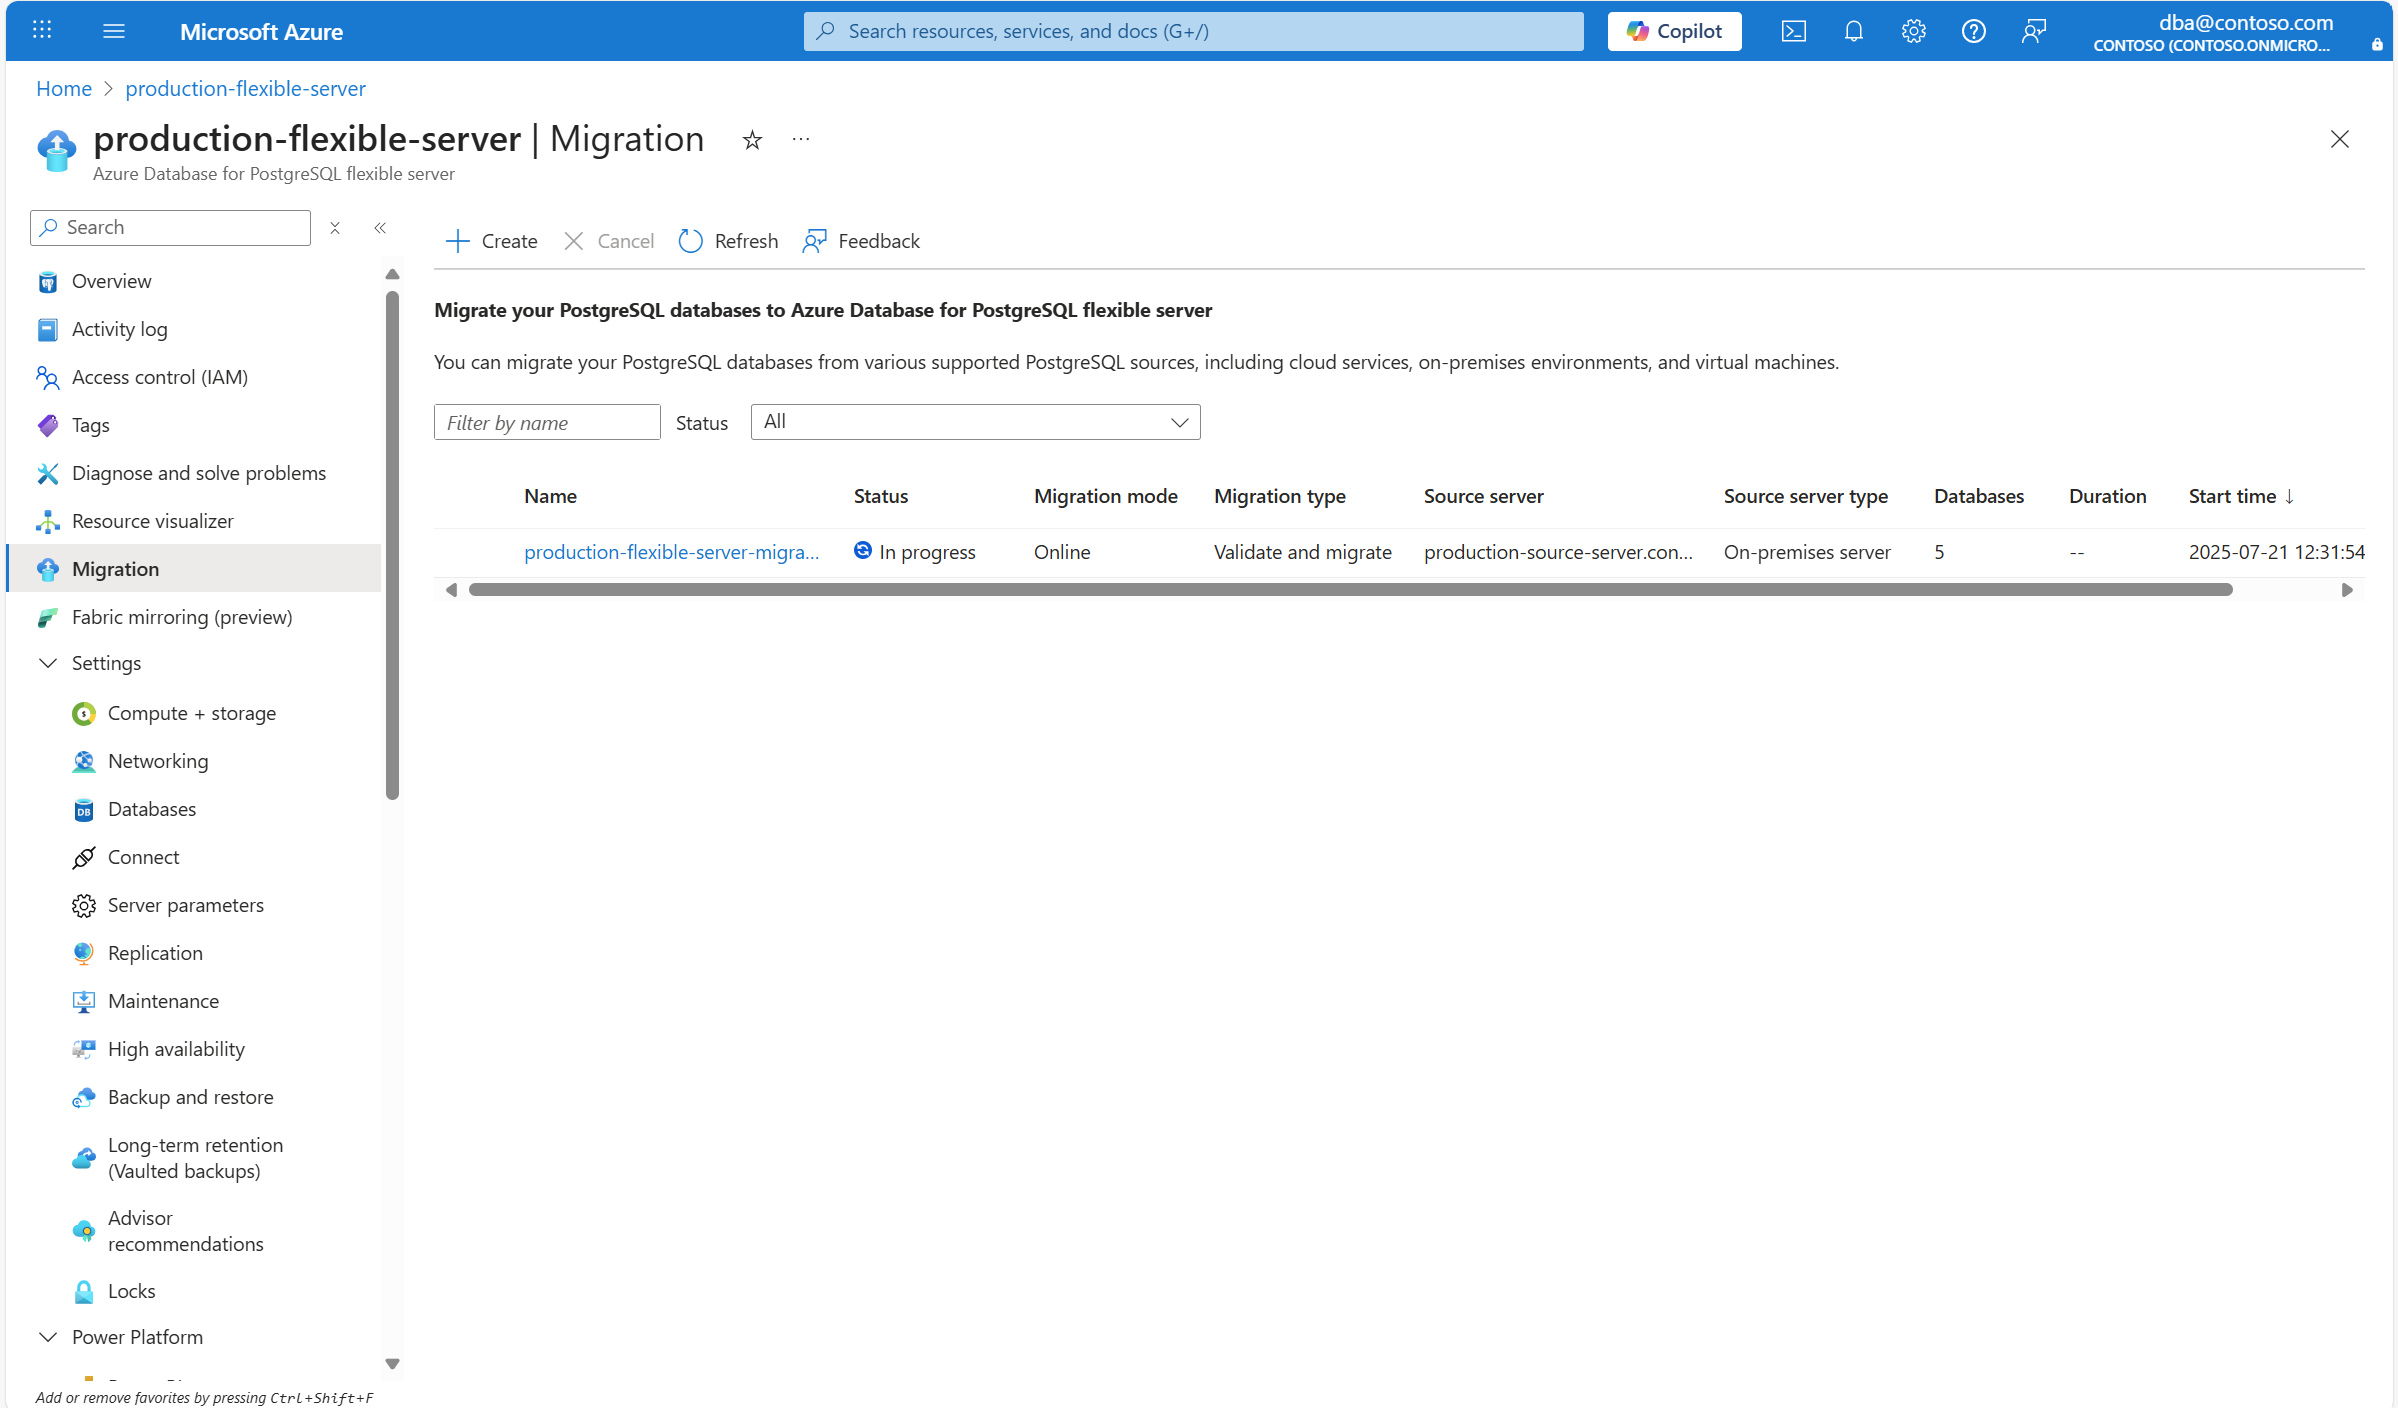 Microsoft Azure
Search resources, services, and docs (G+/)
Copilot
dba@contoso.com
CONTOSO (CONTOSO.ONMICRO...
Home > production-flexible-server
production-flexible-server | Migration
Azure Database for PostgreSQL flexible server
Search
Create
Cancel
Refresh
Feedback
Overview
Activity log
Access control (IAM)
Tags
Diagnose and solve problems
Resource visualizer
Migration
Fabric mirroring (preview)
Settings
Compute + storage
Networking
Databases
Connect
Server parameters
Replication
Maintenance
High availability
Backup and restore
Long-term retention
(Vaulted backups)
Advisor
recommendations
Locks
Power Platform
Add or remove favorites by pressing Ctrl+Shift+F
Migrate your PostgreSQL databases to Azure Database for PostgreSQL flexible server
You can migrate your PostgreSQL databases from various supported PostgreSQL sources, including cloud services, on-premises environments, and virtual machines.
Filter by name
Status
All
Name Status Migration mode Migration type Source server Source server type Databases Duration Start time ↓
production-flexible-server-migra... In progress Online Validate and migrate production-source-server.con... On-premises server 5 -- 2025-07-21 12:31:54